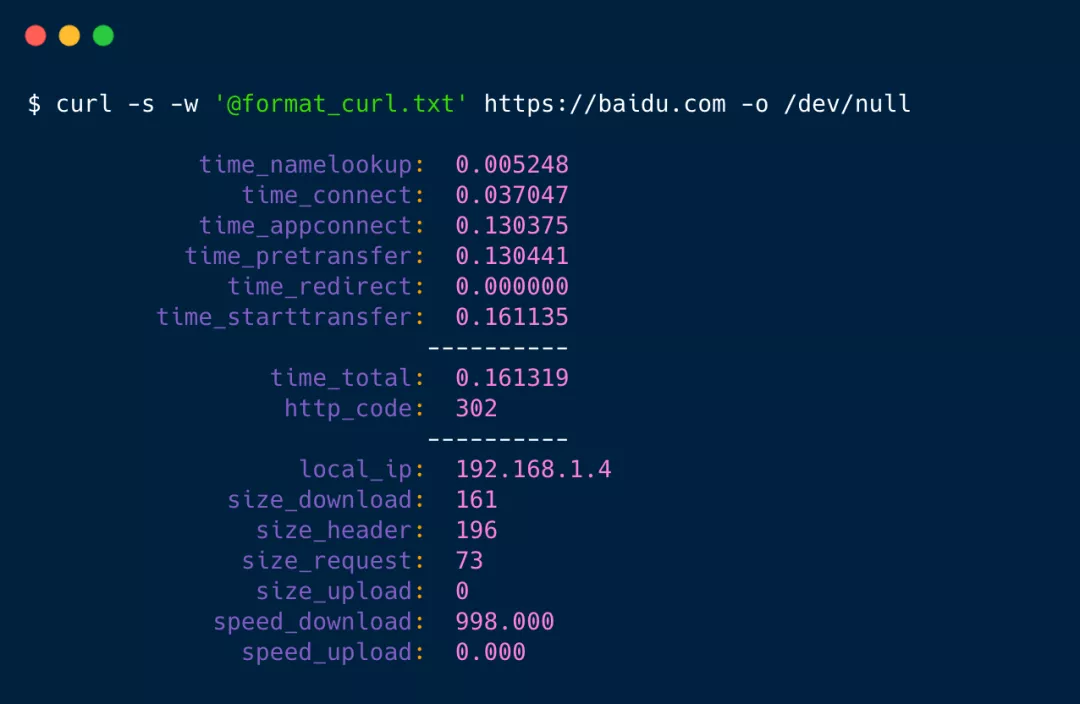 $ curl -s -w '@format_curl.txt' https://baidu.com -o /dev/null
time_namelookup: 0.005248
time_connect: 0.037047
time_appconnect: 0.130375
time_pretransfer: 0.130441
time_redirect: 0.000000
time_starttransfer: 0.161135
----------
time_total: 0.161319
http_code: 302
----------
local_ip: 192.168.1.4
size_download: 161
size_header: 196
size_request: 73
size_upload: 0
speed_download: 998.000
speed_upload: 0.000